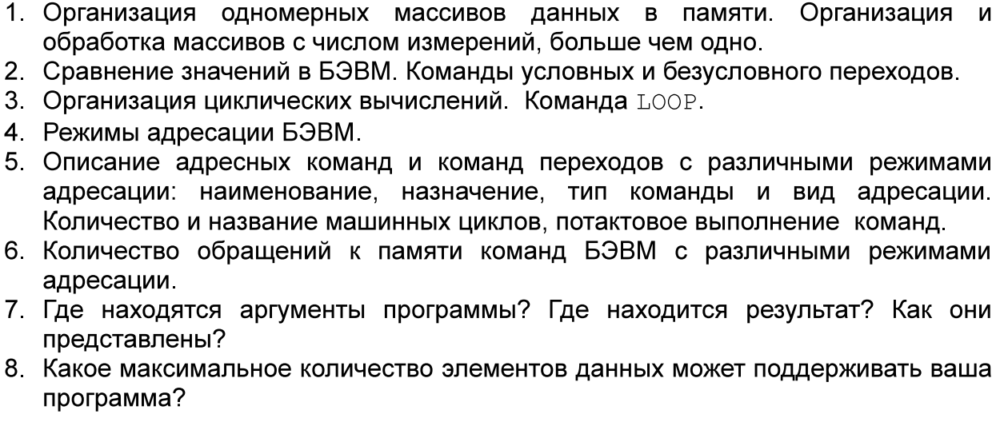 1. Организация одномерных массивов данных в памяти. Организация и
обработка массивов с числом измерений, больше чем одно.
2. Сравнение значений в БЭВМ. Команды условных и безусловного переходов.
3. Организация циклических вычислений. Команда LOOP.
4. Режимы адресации БЭВМ.
5. Описание адресных команд и команд переходов с различными режимами
адресации: наименование, назначение, тип команды и вид адресации.
Количество и название машинных циклов, потактовое выполнение команд.
6. Количество обращений к памяти команд БЭВМ с различными режимами
адресации.
7. Где находятся аргументы программы? Где находится результат? Как они
представлены?
8. Какое максимальное количество элементов данных может поддерживать ваша
программа?